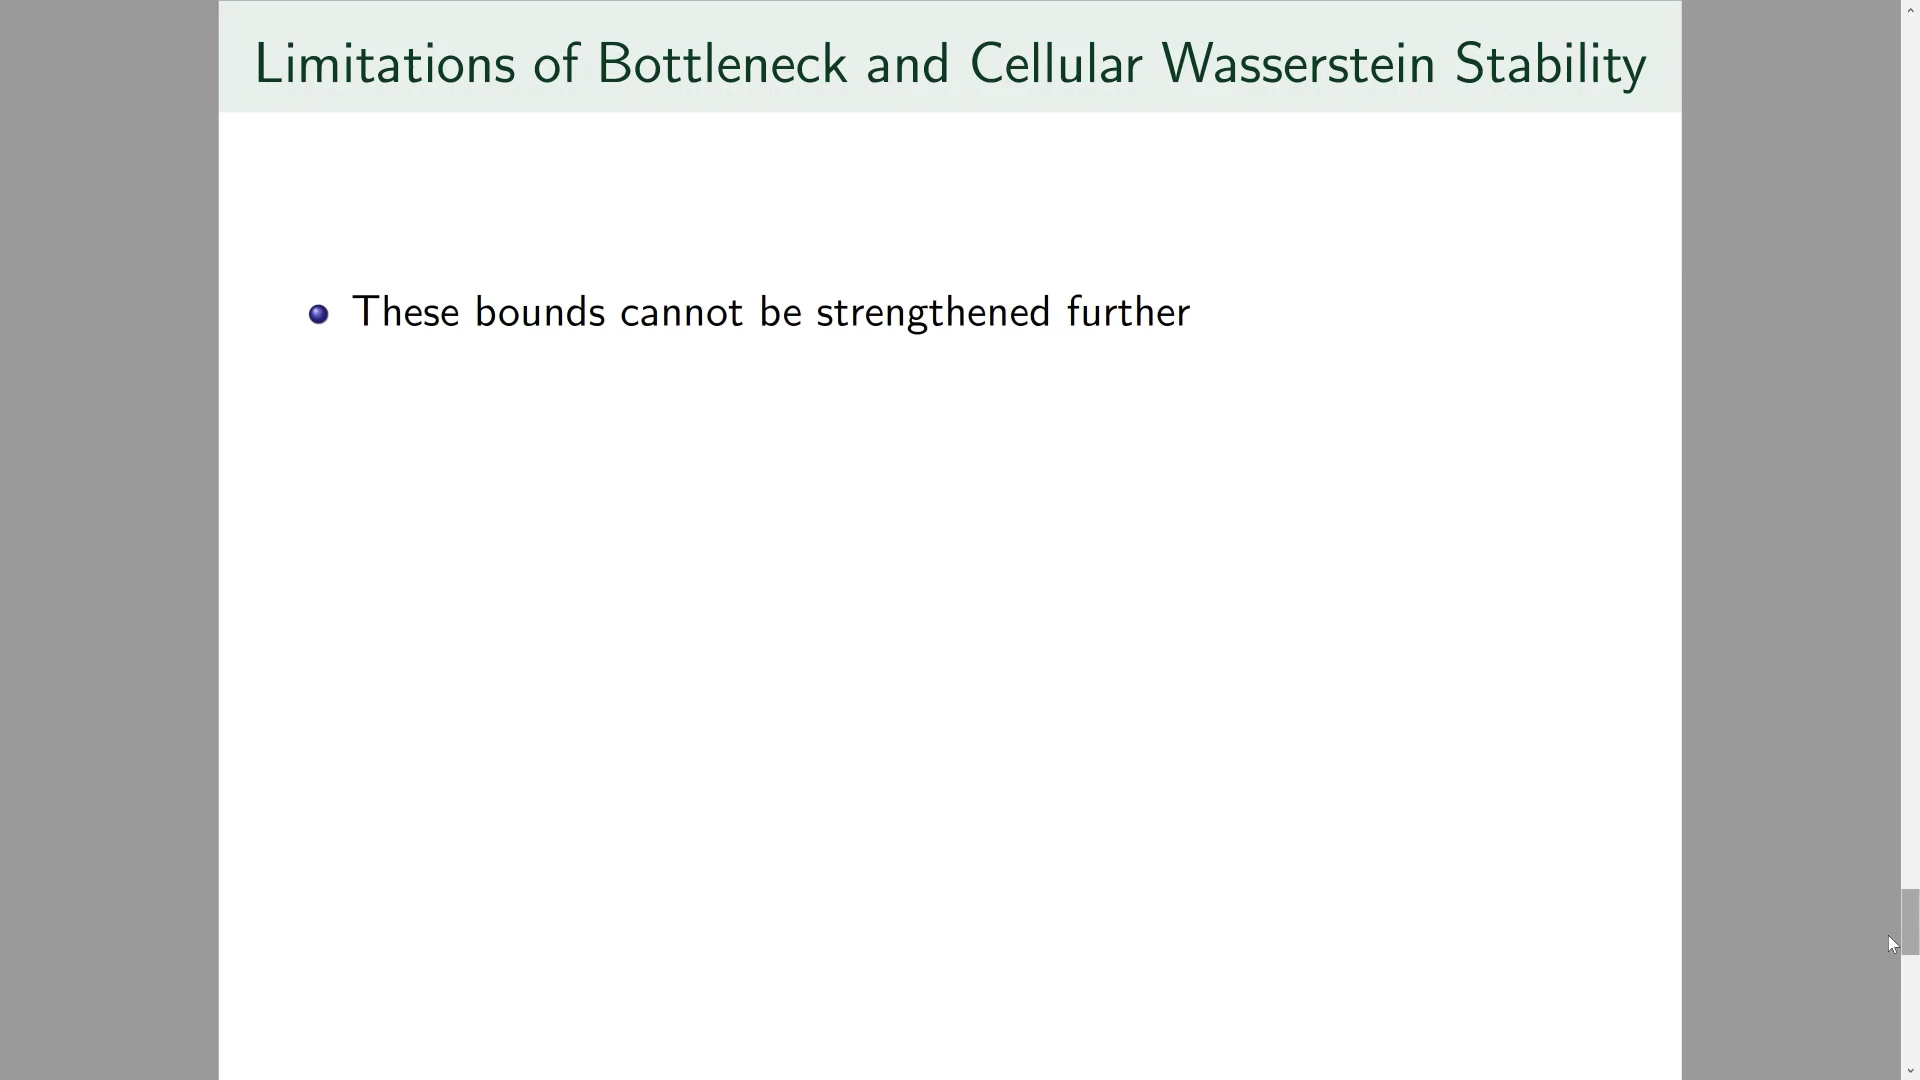 Limitations of Bottleneck and Cellular Wasserstein Stability
These bounds cannot be strengthened further